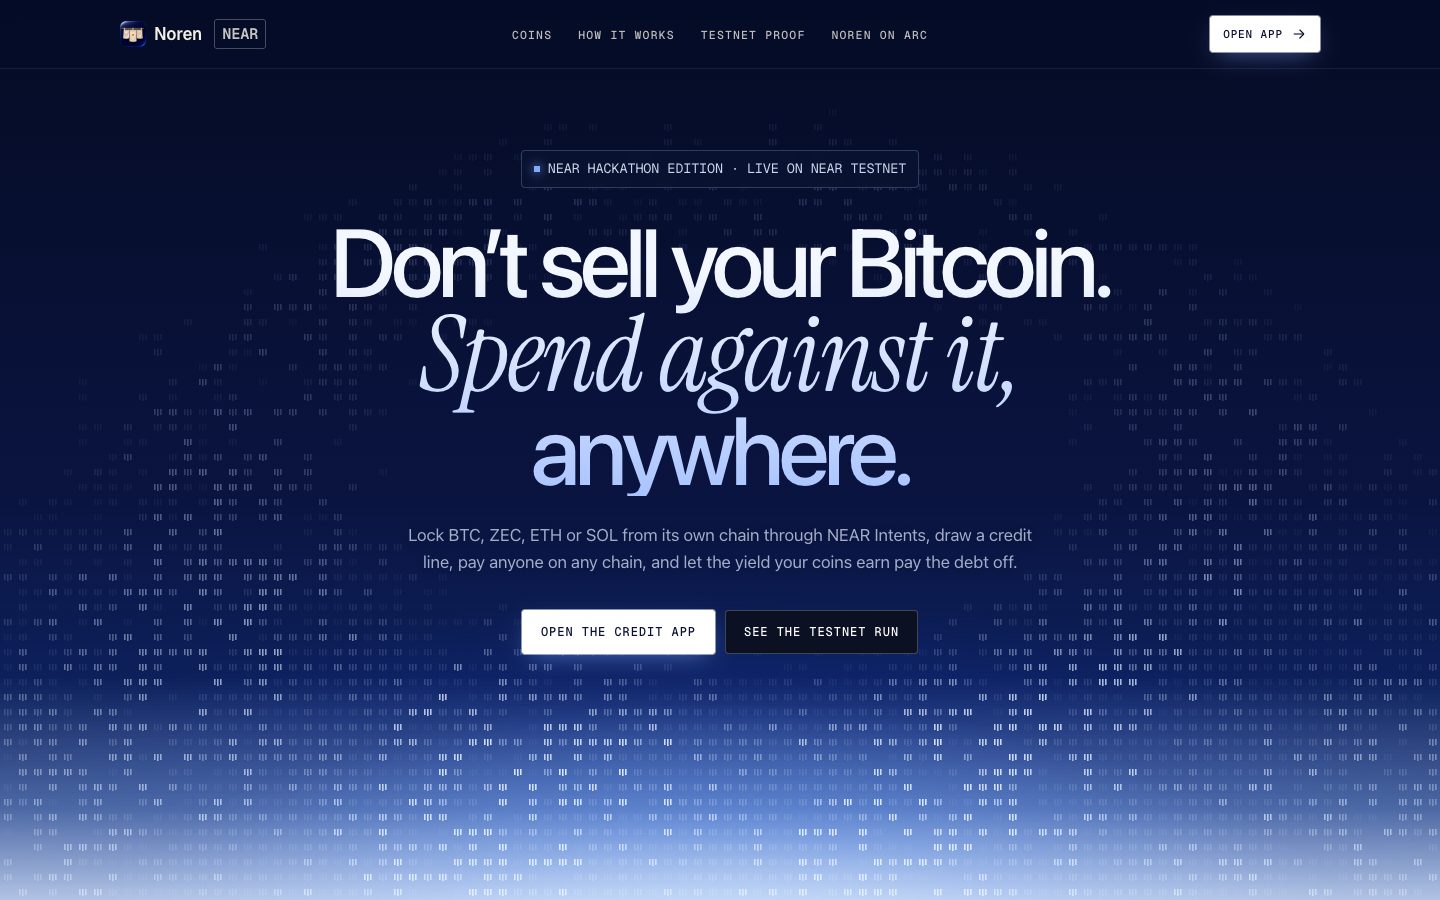 Noren NEAR
COINS HOW IT WORKS TESTNET PROOF NOREN ON ARC
OPEN APP →
NEAR HACKATHON EDITION · LIVE ON NEAR TESTNET
Don’t sell your Bitcoin.
Spend against it,
anywhere.
Lock BTC, ZEC, ETH or SOL from its own chain through NEAR Intents, draw a credit
line, pay anyone on any chain, and let the yield your coins earn pay the debt off.
OPEN THE CREDIT APP
SEE THE TESTNET RUN